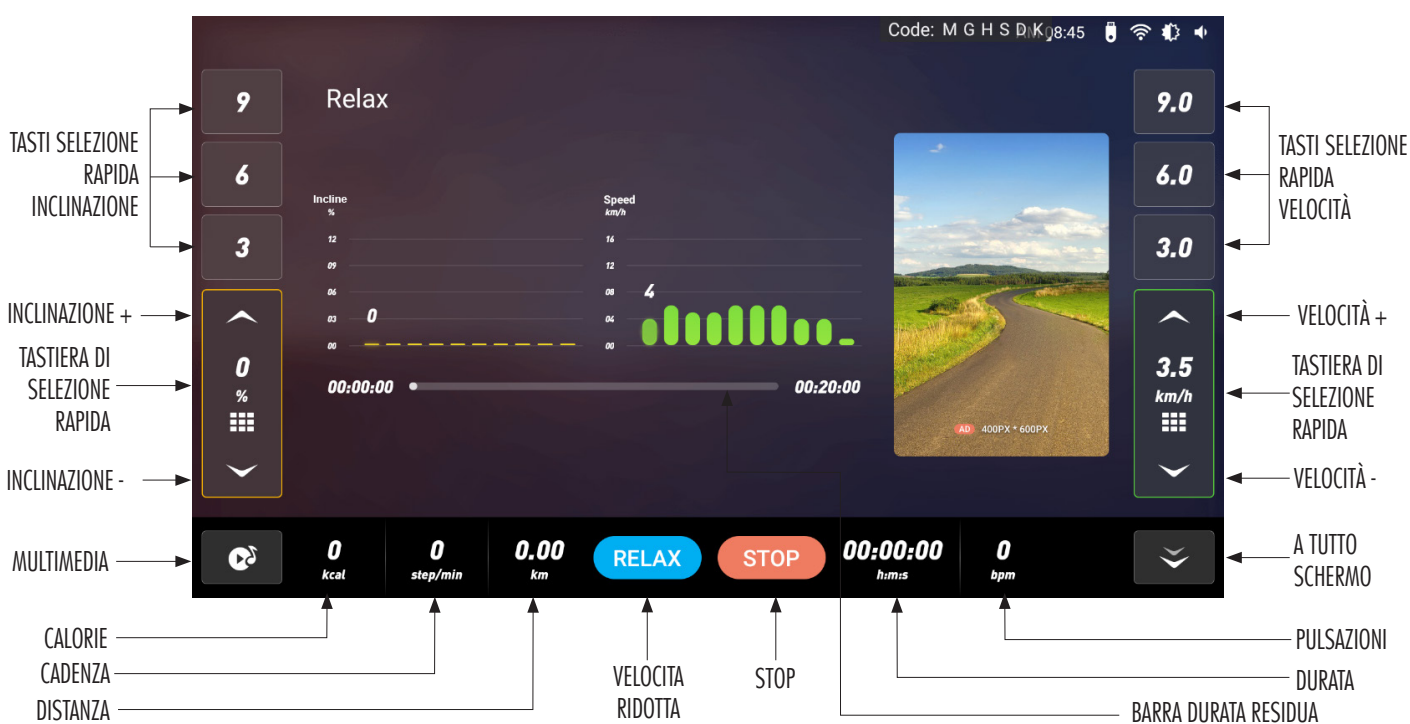 Code: M G H S D K
AM 08:45
TASTI SELEZIONE
RAPIDA
INCLINAZIONE
9
6
3
INCLINAZIONE +
TASTIERA DI
SELEZIONE
RAPIDA
INCLINAZIONE -
0
%
Relax
Incline
%
12
09
06
03
00
0
Speed
km/h
16
12
08
04
00
4
00:00:00
00:20:00
AD 400PX * 600PX
9.0
6.0
3.0
3.5
km/h
TASTI SELEZIONE
RAPIDA
VELOCITÀ
VELOCITÀ +
TASTIERA DI
SELEZIONE
RAPIDA
VELOCITÀ -
MULTIMEDIA
0
kcal
0
step/min
0.00
km
RELAX
STOP
00:00:00
h:m:s
0
bpm
A TUTTO
SCHERMO
CALORIE
CADENZA
DISTANZA
VELOCITA
RIDOTTA
STOP
PULSAZIONI
DURATA
BARRA DURATA RESIDUA